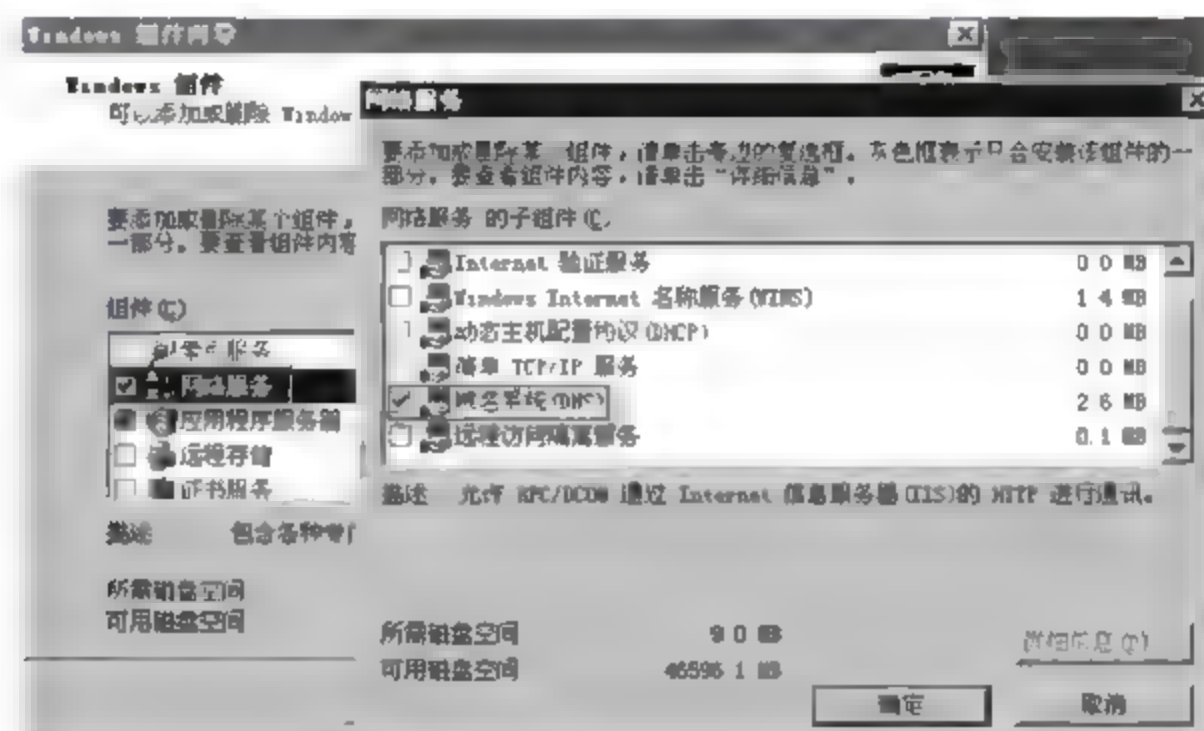 Windows 组件向导
Windows 组件
可以添加或删除 Window
网络服务
要添加或删除某 组件，请单击旁边的复选框。灰色框表示只会安装该组件的一
部分。要查看组件内容，请单击“详细信息”。
要添加或删除某个组件，
一部分。要查看组件内容
网络服务 的子组件(C)
Internet 验证服务 0 0 MB
Windows Internet 名称服务(WINS) 1 4 MB
动态主机配置协议(DHCP) 0 0 MB
简单 TCP/IP 服务 0 0 MB
域名系统(DNS) 2 6 MB
远程访问隔离服务 0.1 MB
组件(C)
网络服务
应用程序服务器
远程存储
证书服务
描述 允许 RPC/DCOM 通过 Internet 信息服务器(IIS)的 HTTP 进行通讯。
描述 包含各种专门
所需磁盘空间
可用磁盘空间
所需磁盘空间 9 0 MB
可用磁盘空间 46596 1 MB
详细信息(D)
确定 取消